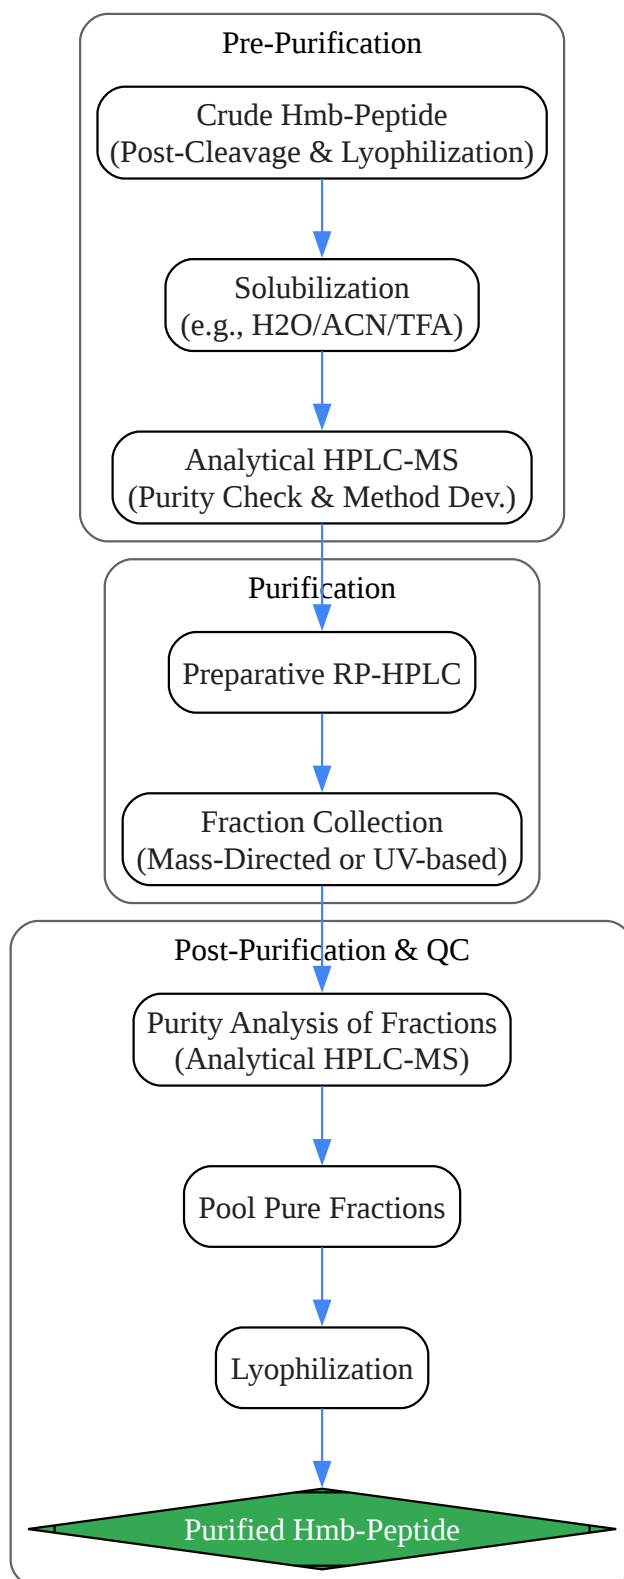 Pre-Purification
Crude Hmb-Peptide
(Post-Cleavage & Lyophilization)
Solubilization
(e.g., H2O/ACN/TFA)
Analytical HPLC-MS
(Purity Check & Method Dev.)
Purification
Preparative RP-HPLC
Fraction Collection
(Mass-Directed or UV-based)
Post-Purification & QC
Purity Analysis of Fractions
(Analytical HPLC-MS)
Pool Pure Fractions
Lyophilization
Purified Hmb-Peptide